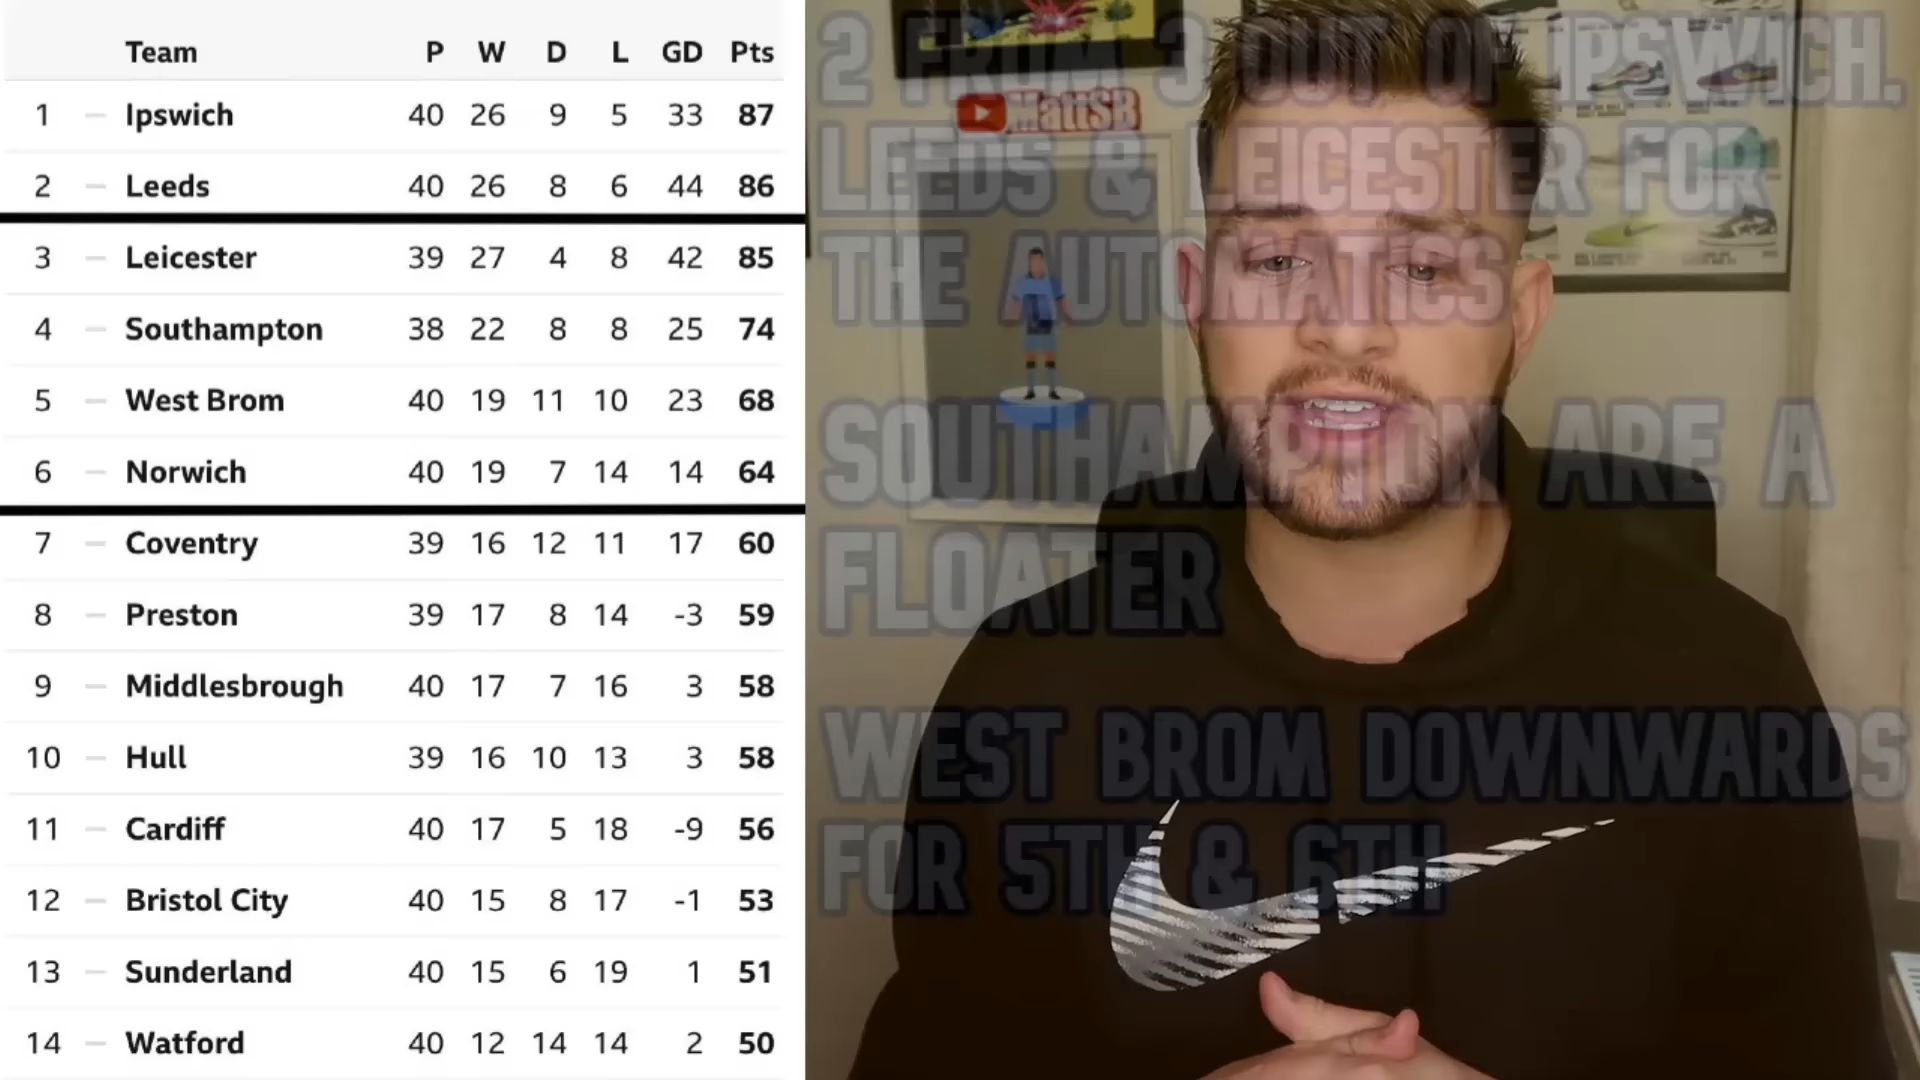 Team P W D L GD Pts
1 Ipswich 40 26 9 5 33 87
2 Leeds 40 26 8 6 44 86
3 Leicester 39 27 4 8 42 85
4 Southampton 38 22 8 8 25 74
5 West Brom 40 19 11 10 23 68
6 Norwich 40 19 7 14 14 64
7 Coventry 39 16 12 11 17 60
8 Preston 39 17 8 14 -3 59
9 Middlesbrough 40 17 7 16 3 58
10 Hull 39 16 10 13 3 58
11 Cardiff 40 17 5 18 -9 56
12 Bristol City 40 15 8 17 -1 53
13 Sunderland 40 15 6 19 1 51
14 Watford 40 12 14 14 2 50
2 FROM 3 OUT OF IPSWICH,
LEEDS & LEICESTER FOR
THE AUTOMATICS
SOUTHAMPTON ARE A
FLOATER
WEST BROM DOWNWARDS
FOR 5TH & 6TH
MattSB